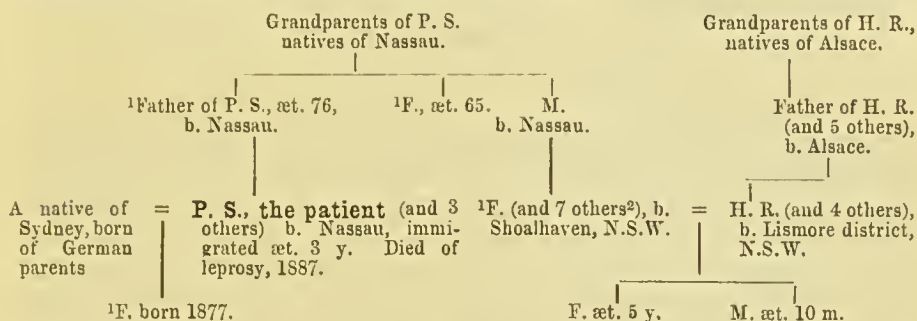 Grandparents of P. S.
natives of Nassau.
Grandparents of H. R.,
natives of Alsace.
¹Father of P. S., æt. 76,
b. Nassau.
¹F., æt. 65.
M.
b. Nassau.
Father of H. R.
(and 5 others),
b. Alsace.
A native of
Sydney, born
of German
parents
=
P. S., the patient (and 3
others) b. Nassau, immi-
grated æt. 3 y. Died of
leprosy, 1887.
¹F. (and 7 others²), b.
Shoalhaven, N.S.W.
=
H. R. (and 4 others),
b. Lismore district,
N.S.W.
¹F. born 1877.
F. æt. 5 y.
M. æt. 10 m.